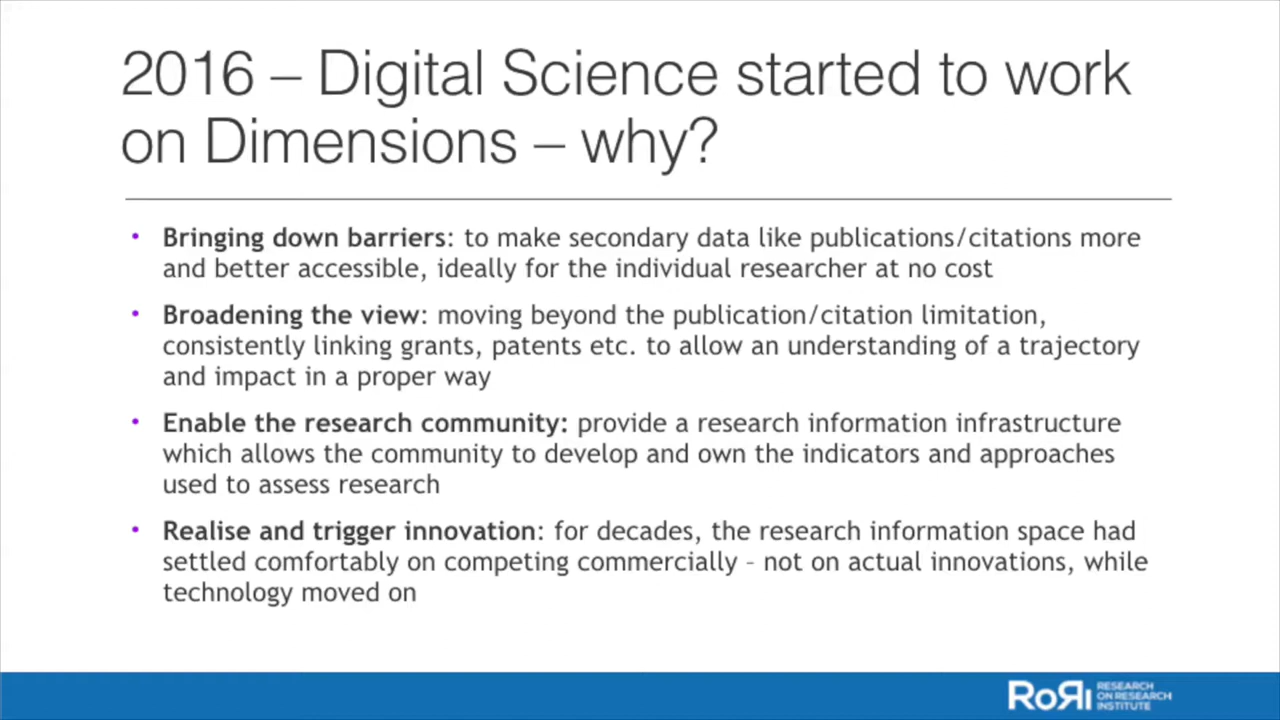 2016 – Digital Science started to work
on Dimensions – why?
• Bringing down barriers: to make secondary data like publications/citations more
and better accessible, ideally for the individual researcher at no cost
• Broadening the view: moving beyond the publication/citation limitation,
consistently linking grants, patents etc. to allow an understanding of a trajectory
and impact in a proper way
• Enable the research community: provide a research information infrastructure
which allows the community to develop and own the indicators and approaches
used to assess research
• Realise and trigger innovation: for decades, the research information space had
settled comfortably on competing commercially - not on actual innovations, while
technology moved on
RoRI
RESEARCH
ON RESEARCH
INSTITUTE